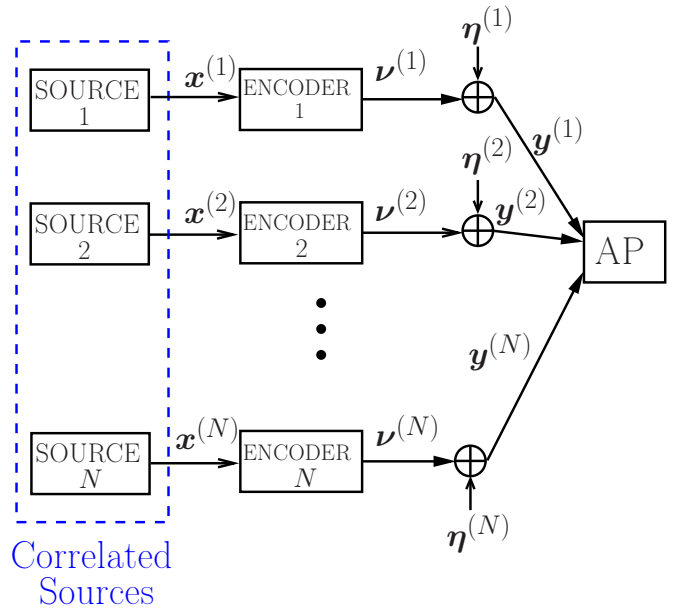 η^(1)
SOURCE 1
x^(1)
ENCODER 1
ν^(1)
y^(1)
η^(2)
SOURCE 2
x^(2)
ENCODER 2
ν^(2)
y^(2)
AP
y^(N)
SOURCE N
x^(N)
ENCODER N
ν^(N)
η^(N)
Correlated
Sources